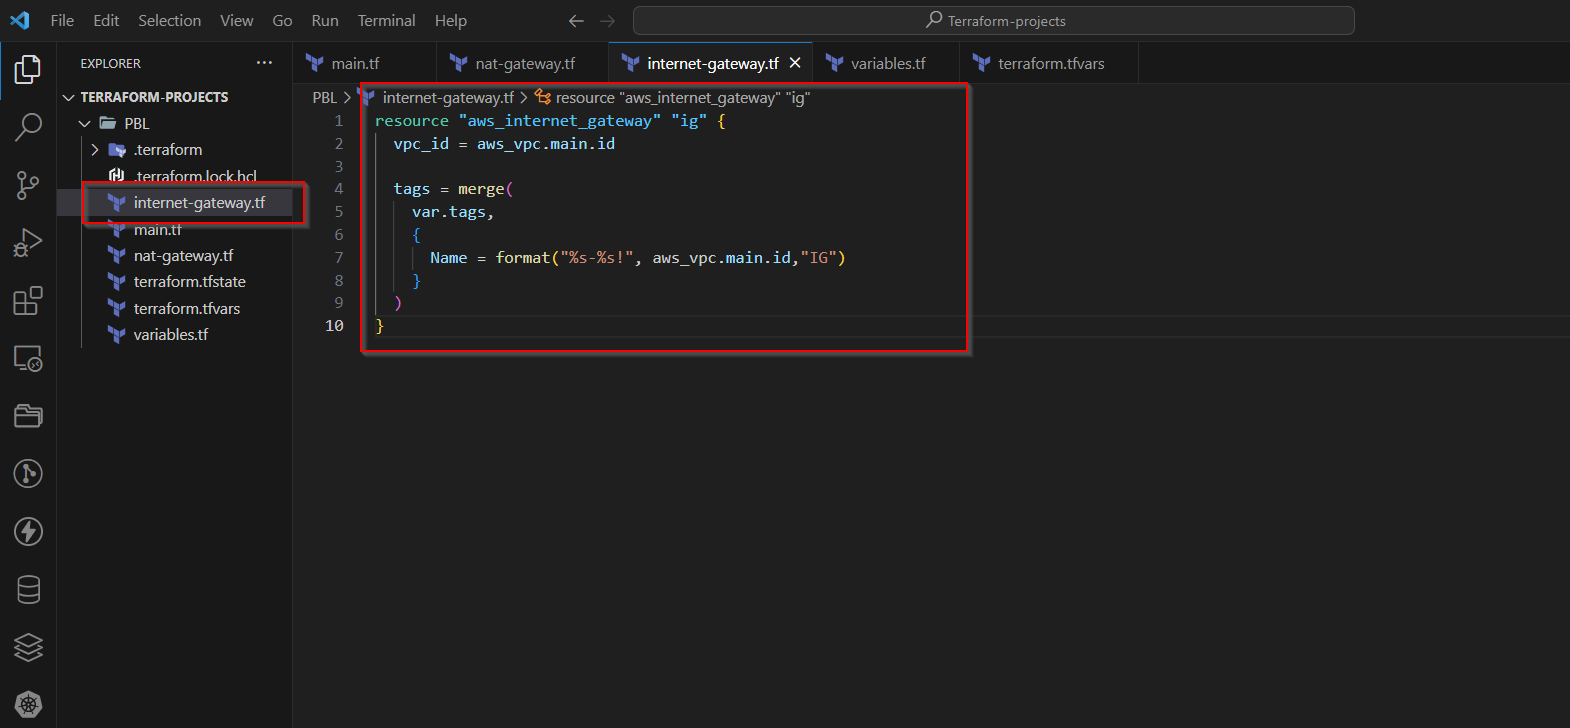 File Edit Selection View Go Run Terminal Help
Terraform-projects
EXPLORER ...
TERRAFORM-PROJECTS
PBL
.terraform
.terraform.lock.hcl
internet-gateway.tf
main.tf
nat-gateway.tf
terraform.tfstate
terraform.tfvars
variables.tf
main.tf nat-gateway.tf internet-gateway.tf variables.tf terraform.tfvars
PBL > internet-gateway.tf > resource "aws_internet_gateway" "ig"
1 resource "aws_internet_gateway" "ig" {
2 vpc_id = aws_vpc.main.id
3
4 tags = merge(
5 var.tags,
6 {
7 Name = format("%s-%s!", aws_vpc.main.id,"IG")
8 }
9 )
10 }